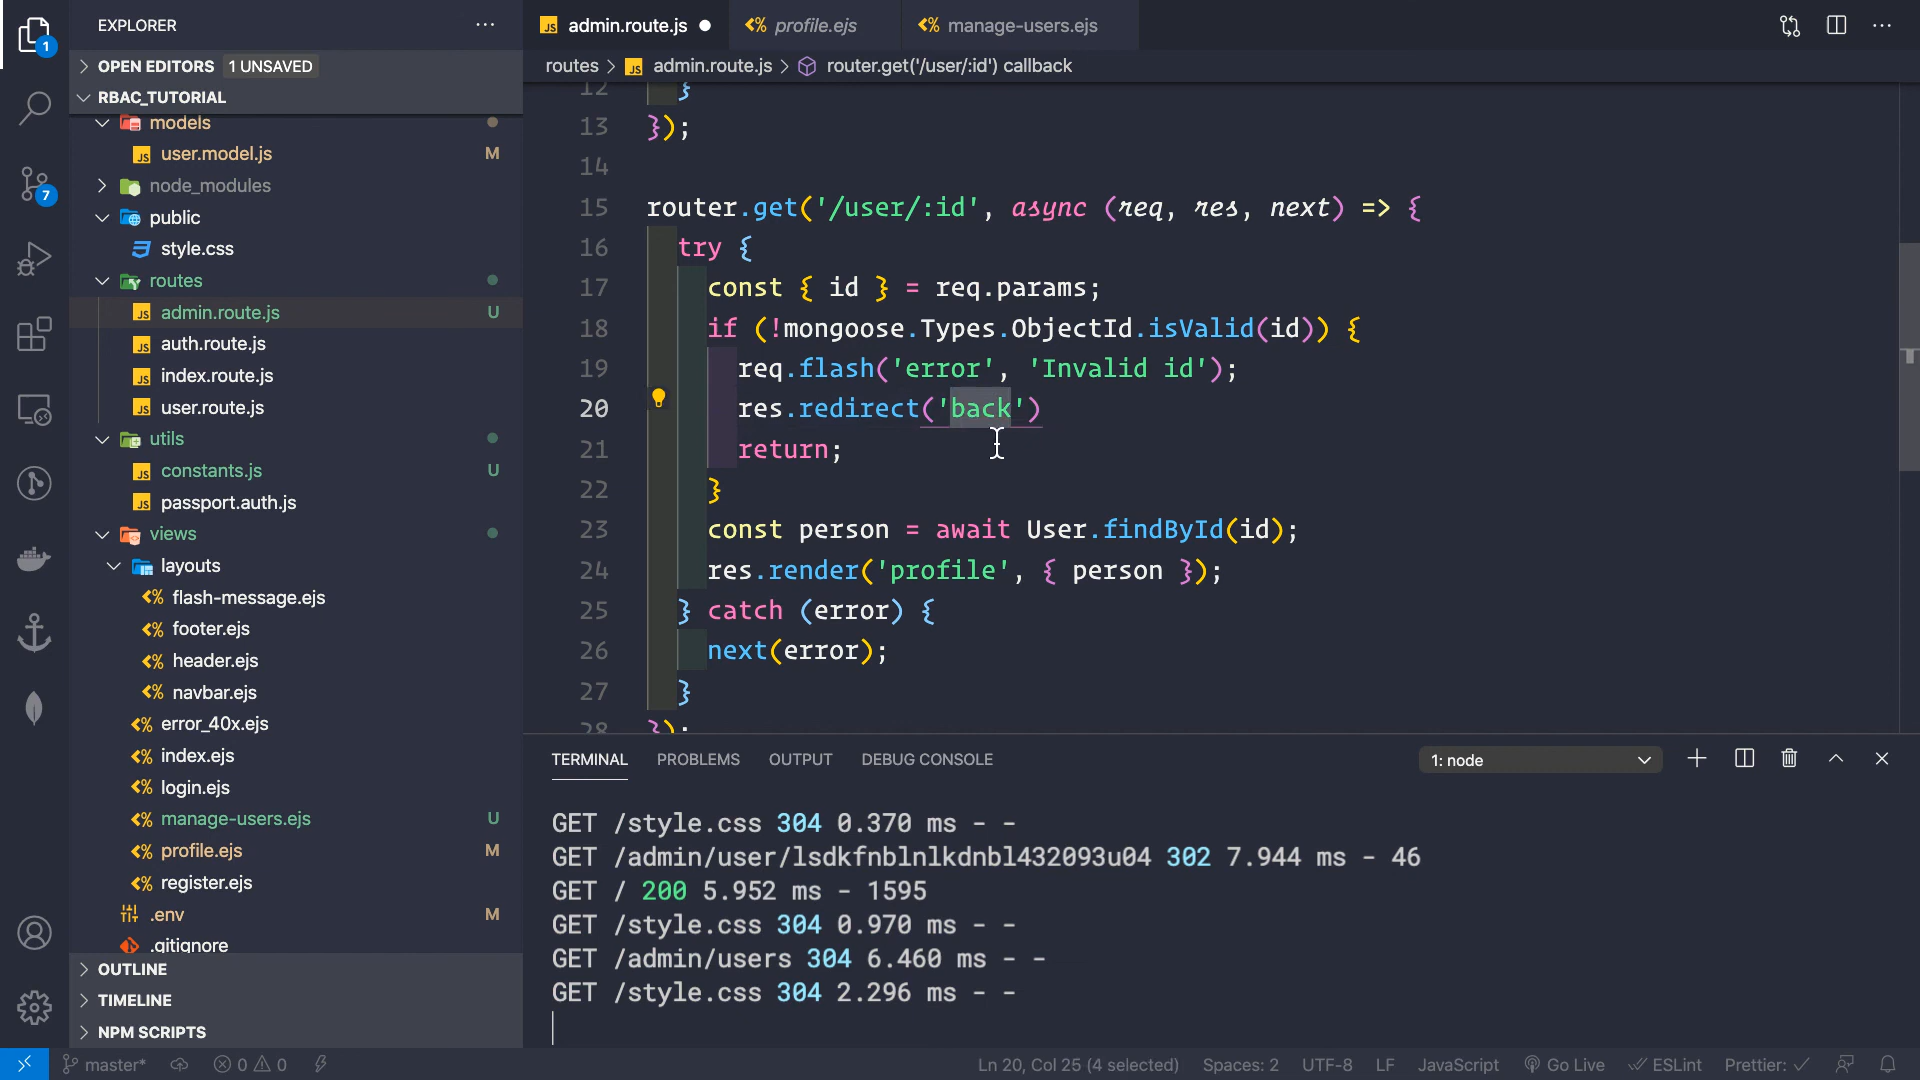 1
7
EXPLORER
OPEN EDITORS 1 UNSAVED
RBAC_TUTORIAL
models
user.model.js M
node_modules
public
style.css
routes
admin.route.js U
auth.route.js
index.route.js
user.route.js
utils
constants.js U
passport.auth.js
views
layouts
flash-message.ejs
footer.ejs
header.ejs
navbar.ejs
error_40x.ejs
index.ejs
login.ejs
manage-users.ejs U
profile.ejs M
register.ejs
.env M
.gitignore
OUTLINE
TIMELINE
NPM SCRIPTS
admin.route.js profile.ejs manage-users.ejs
routes > admin.route.js > router.get('/user/:id') callback
12 }
13 });
14
15 router.get('/user/:id', async (req, res, next) => {
16 try {
17 const { id } = req.params;
18 if (!mongoose.Types.ObjectId.isValid(id)) {
19 req.flash('error', 'Invalid id');
20 res.redirect('back')
21 return;
22 }
23 const person = await User.findById(id);
24 res.render('profile', { person });
25 } catch (error) {
26 next(error);
27 }
28 });
TERMINAL PROBLEMS OUTPUT DEBUG CONSOLE 1: node
GET /style.css 304 0.370 ms - -
GET /admin/user/lsdkfnblnlkdnbl432093u04 302 7.944 ms - 46
GET / 200 5.952 ms - 1595
GET /style.css 304 0.970 ms - -
GET /admin/users 304 6.460 ms - -
GET /style.css 304 2.296 ms - -
master* 0 0 Ln 20, Col 25 (4 selected) Spaces: 2 UTF-8 LF JavaScript Go Live ESLint Prettier: ✓